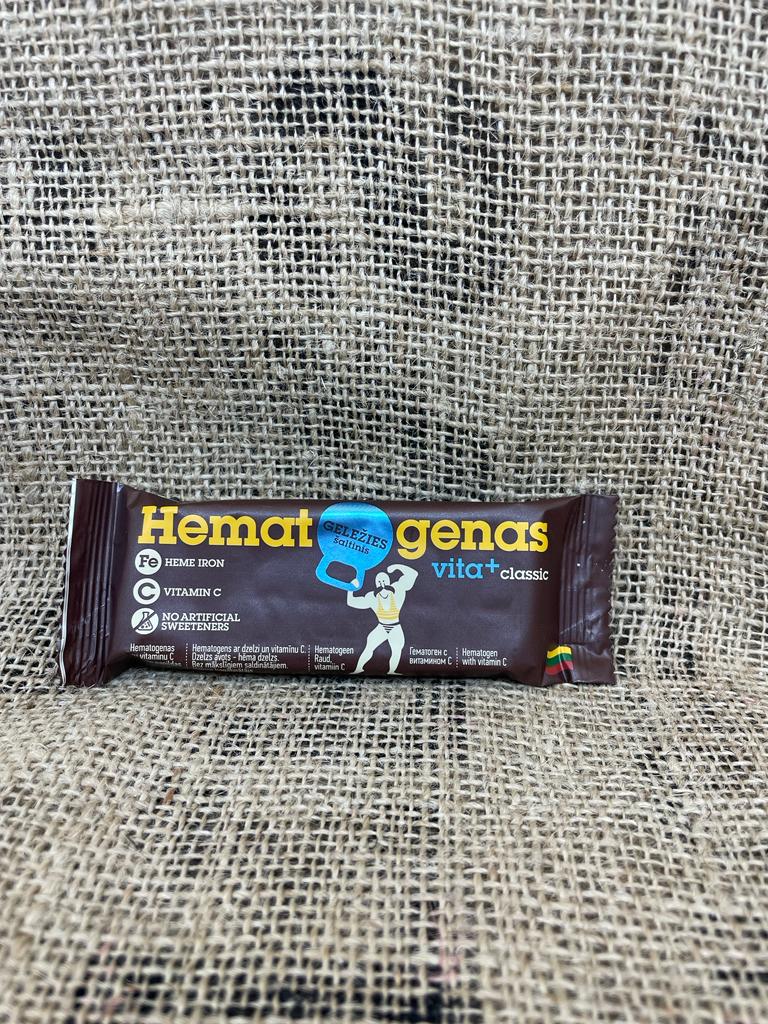 Hemat genas
GELEŽIES
šaltinis
vita+ classic
Fe HEME IRON
C VITAMIN C
NO ARTIFICIAL
SWEETENERS
Hematogenas
vitaminu C
Hematogens ar dzelzi un vitamīnu C.
Dzelzs avots - hēma dzelzs.
Bez mākslīgiem saldinātājiem.
Hematogeen
Raud,
vitamiin C
Гематоген с
витамином С
Hematogen
with vitamin C